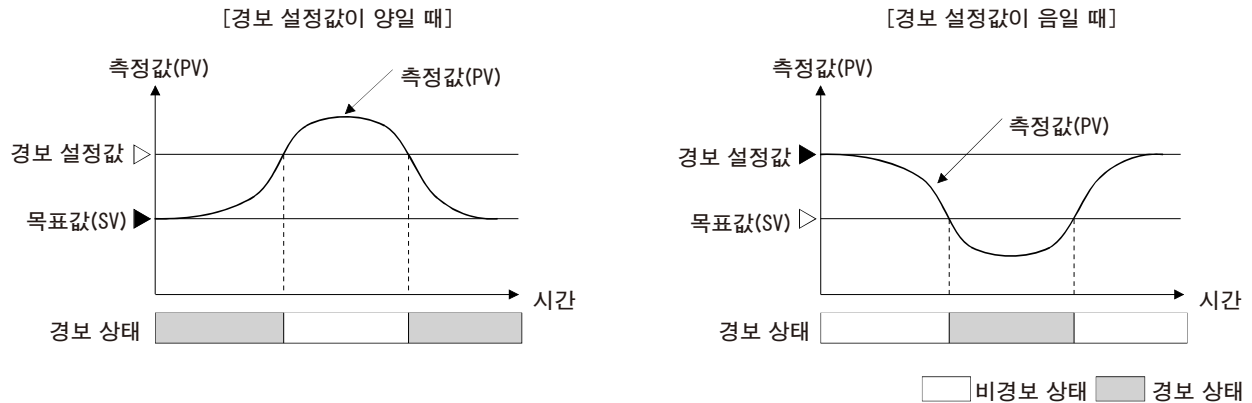 [경보 설정값이 양일 때]
측정값(PV)
측정값(PV)
경보 설정값
목표값(SV)
시간
경보 상태
[경보 설정값이 음일 때]
측정값(PV)
측정값(PV)
경보 설정값
목표값(SV)
시간
경보 상태
비경보 상태
경보 상태